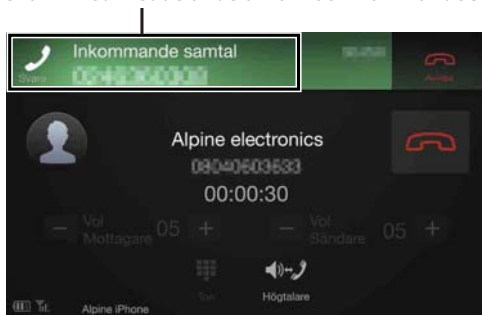 Inkommande samtal
Svara
Avvisa
Alpine electronics
08040603633
00:00:30
Vol
Mottagare 05
Vol
Sändare 05
Ton
Högtalare
Alpine iPhone